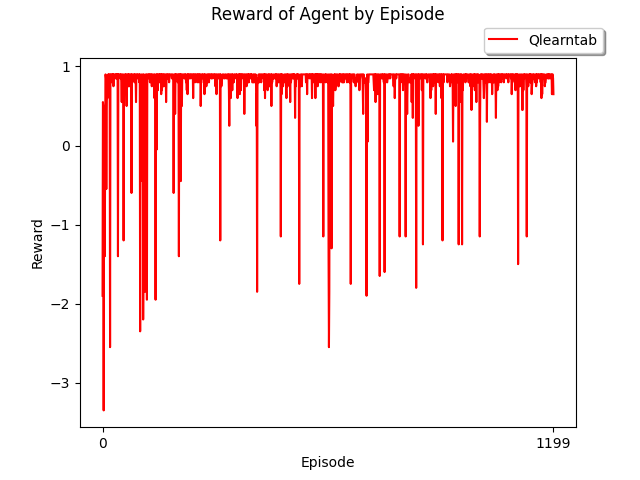 Reward of Agent by Episode
Qlearntab
1
0
−1
−2
−3
Reward
0
1199
Episode